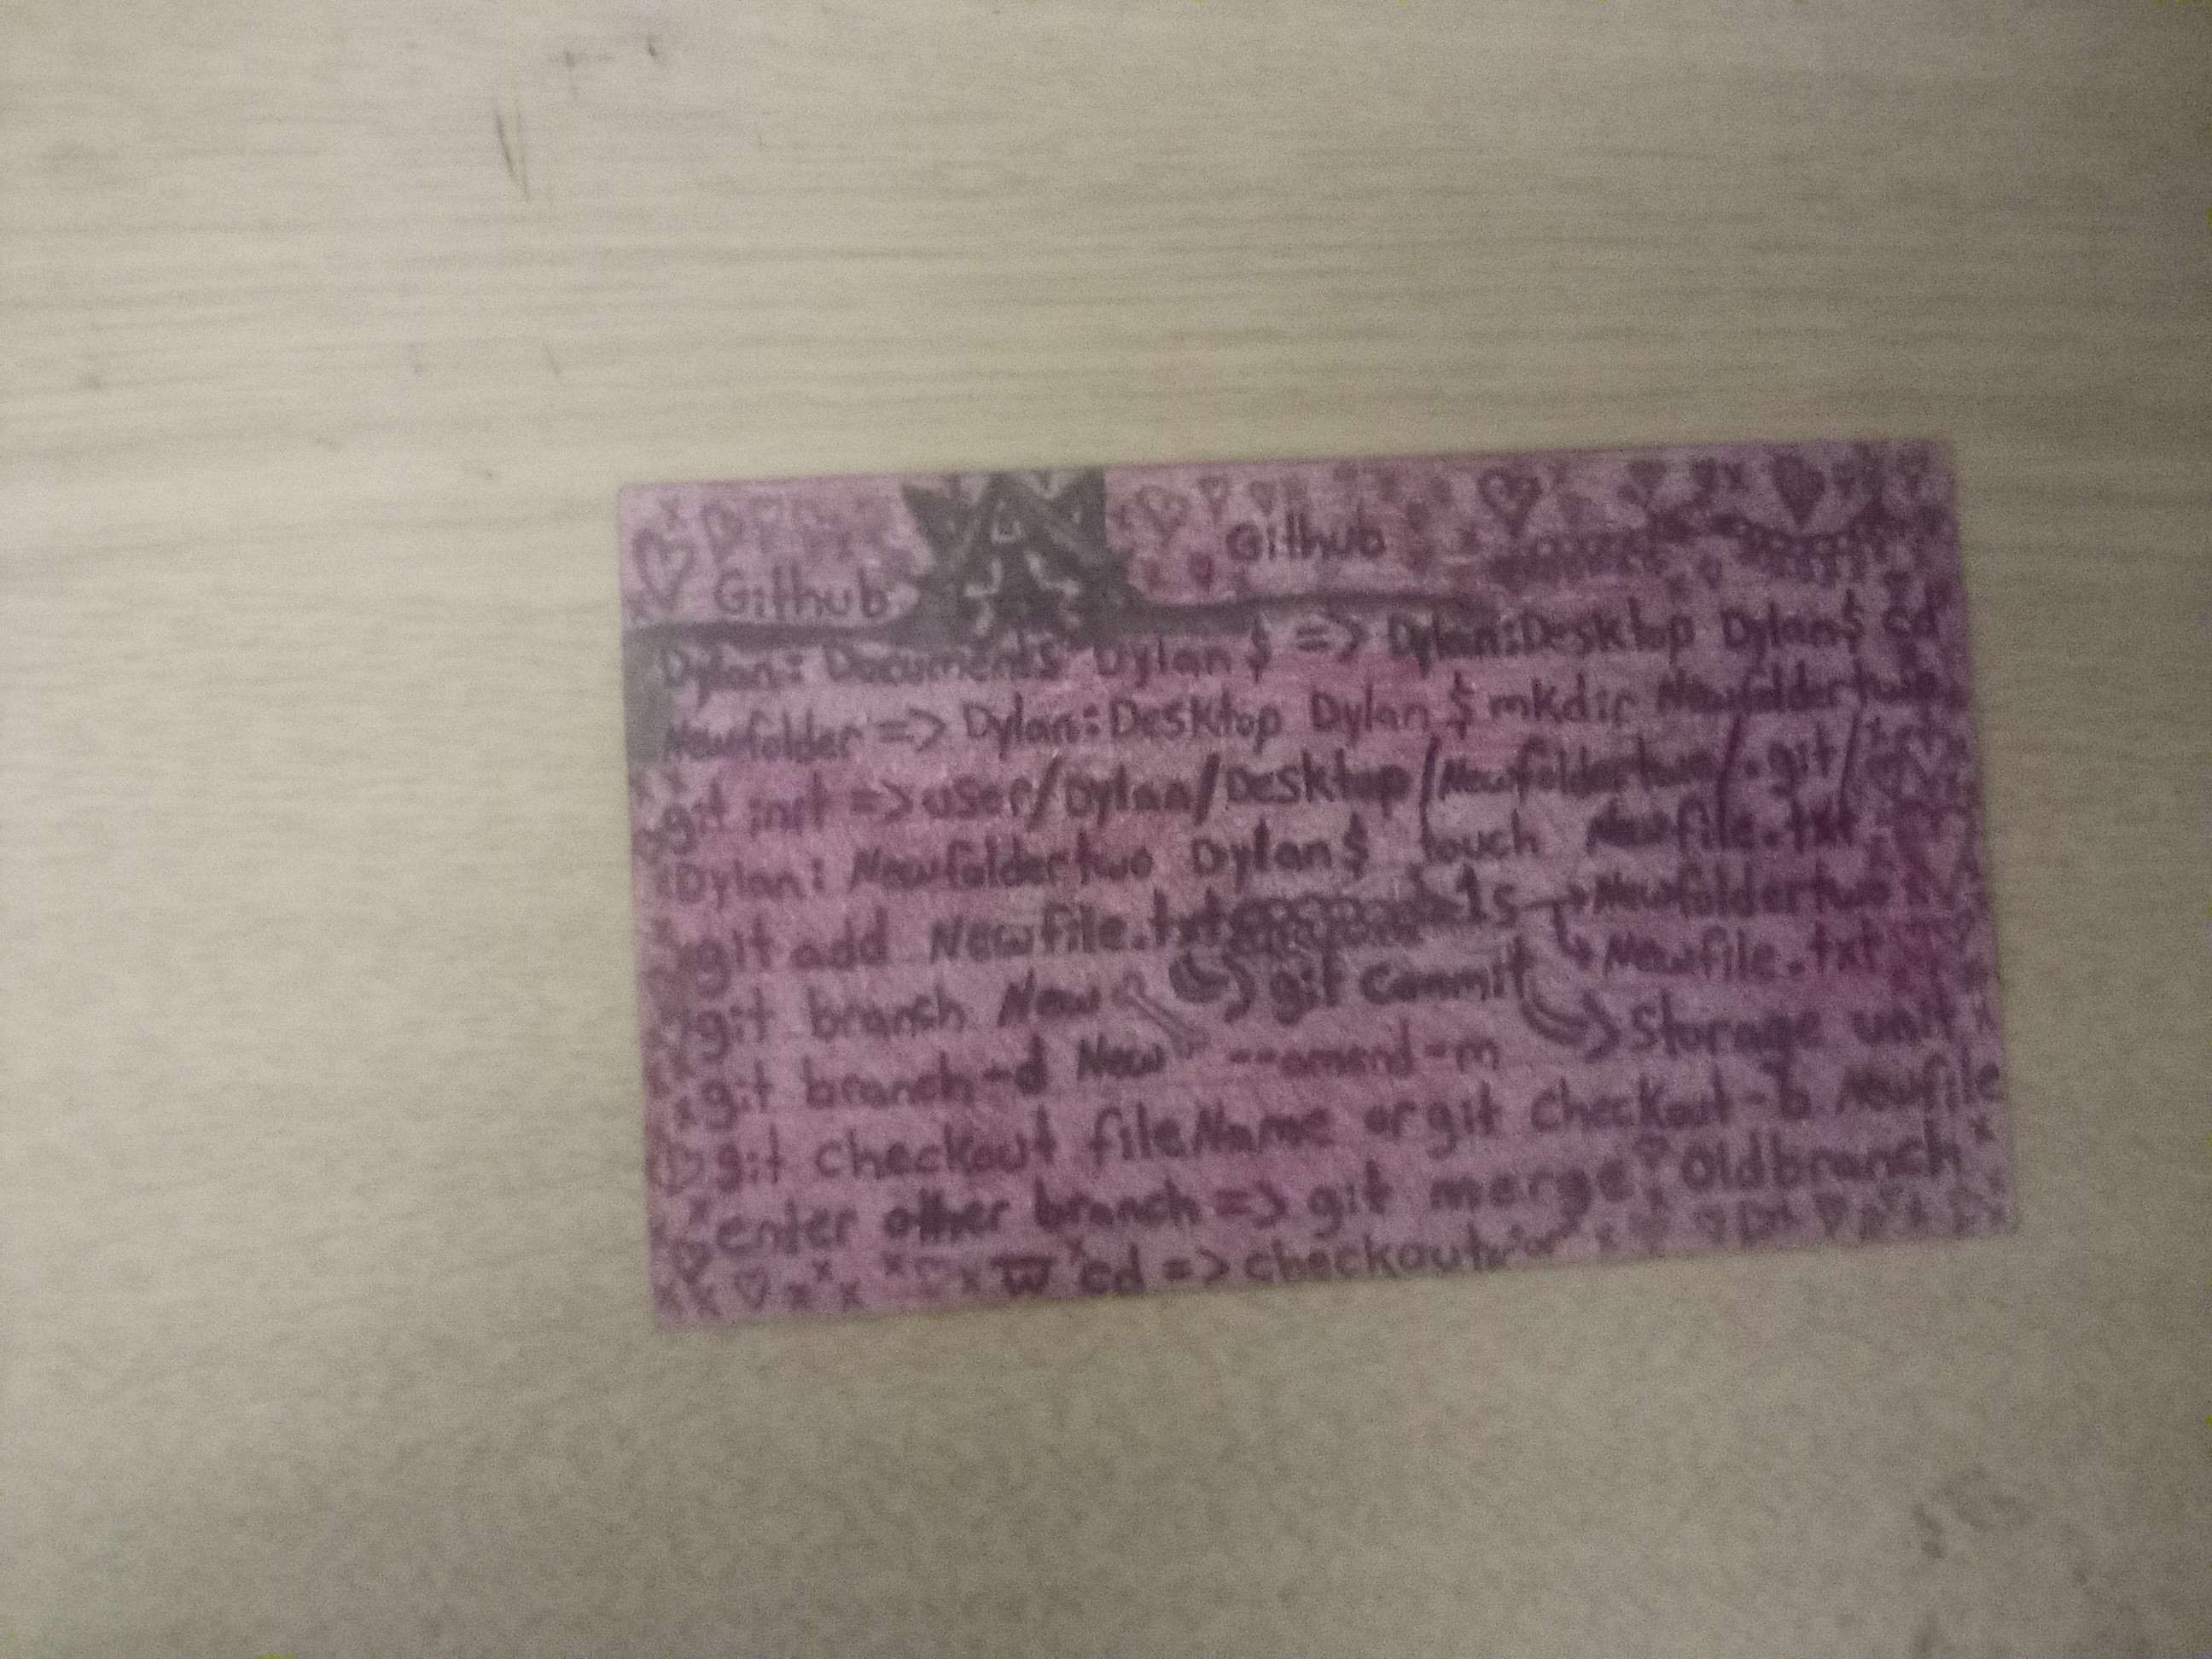 Github
Github
Dylan: Documents Dylan $ => Dylan:Desktop Dylan$ cd
Newfolder => Dylan:Desktop Dylan $ mkdir Newfoldertwo
git init => user/Dylan/Desktop/Newfoldertwo/.git/
Dylan: Newfoldertwo Dylan$ touch Newfile.txt
git add Newfile.txt ls → Newfoldertwo
↳ Newfile.txt
git branch New git commit
Storage unit
git branch-d New --amend-m
git checkout fileName or git checkout-b Newfile
enter other branch => git merge Oldbranch
cd => checkout